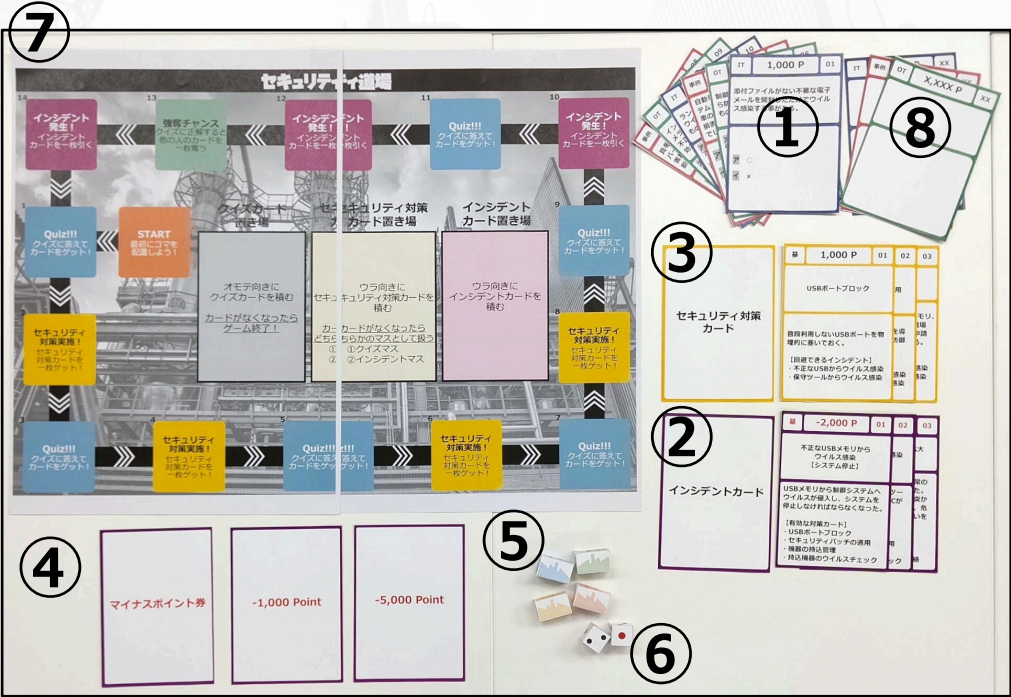 ⑦
セキュリティ道場
14
インシデント
発生！
インシデント
カードを一枚引く
13
強奪チャンス
クイズに正解すると
他の人のカードを
一枚奪う
インシデント
発生！
インシデント
カードを一枚引く
11
Quiz!!!
クイズに答えて
カードをゲット！
10
インシデント
発生！
インシデント
カードを一枚引く
1
Quiz!!!
クイズに答えて
カードをゲット！
START
最初にコマを
配置しよう！
クイズカード
置き場
オモテ向きに
クイズカードを積む
カードがなくなったら
ゲーム終了！
セキュリティ対策
カード置き場
ウラ向きに
セキュリティ対策カードを
積む
カードがなくなったら
どちらかのマスとして扱う
①クイズマス
②インシデントマス
インシデント
カード置き場
ウラ向きに
インシデントカードを
積む
9
Quiz!!!
クイズに答えて
カードをゲット！
2
セキュリティ
対策実施！
セキュリティ
対策カードを
一枚ゲット！
8
セキュリティ
対策実施！
セキュリティ
対策カードを
一枚ゲット！
3
Quiz!!!
クイズに答えて
カードをゲット！
4
セキュリティ
対策実施！
セキュリティ
対策カードを
一枚ゲット！
5
Quiz!!!
クイズに答えて
カードをゲット！
6
セキュリティ
対策実施！
セキュリティ
対策カードを
一枚ゲット！
7
Quiz!!!
クイズに答えて
カードをゲット！
①
IT 1,000 P 01
添付ファイルがない不審な電子
メールを開封しただけでウイル
ス感染する事がある。
ア ○
イ ×
⑧
事例 OT X,XXX P XX
③
セキュリティ対策
カード
基 1,000 P 01 02 03
USBポートブロック
普段利用しないUSBポートを物
理的に塞いでおく。
【回避できるインシデント】
・不正なUSBからウイルス感染
・保守ツールからウイルス感染
②
インシデントカード
基 -2,000 P 01 02 03
不正なUSBメモリから
ウイルス感染
【システム停止】
USBメモリから制御システムへ
ウイルスが侵入し、システムを
停止しなければならなくなった。
【有効な対策カード】
・USBポートブロック
・セキュリティパッチの適用
・機器の持込管理
・持込機器のウイルスチェック
④
マイナスポイント券
-1,000 Point
-5,000 Point
⑤
⑥